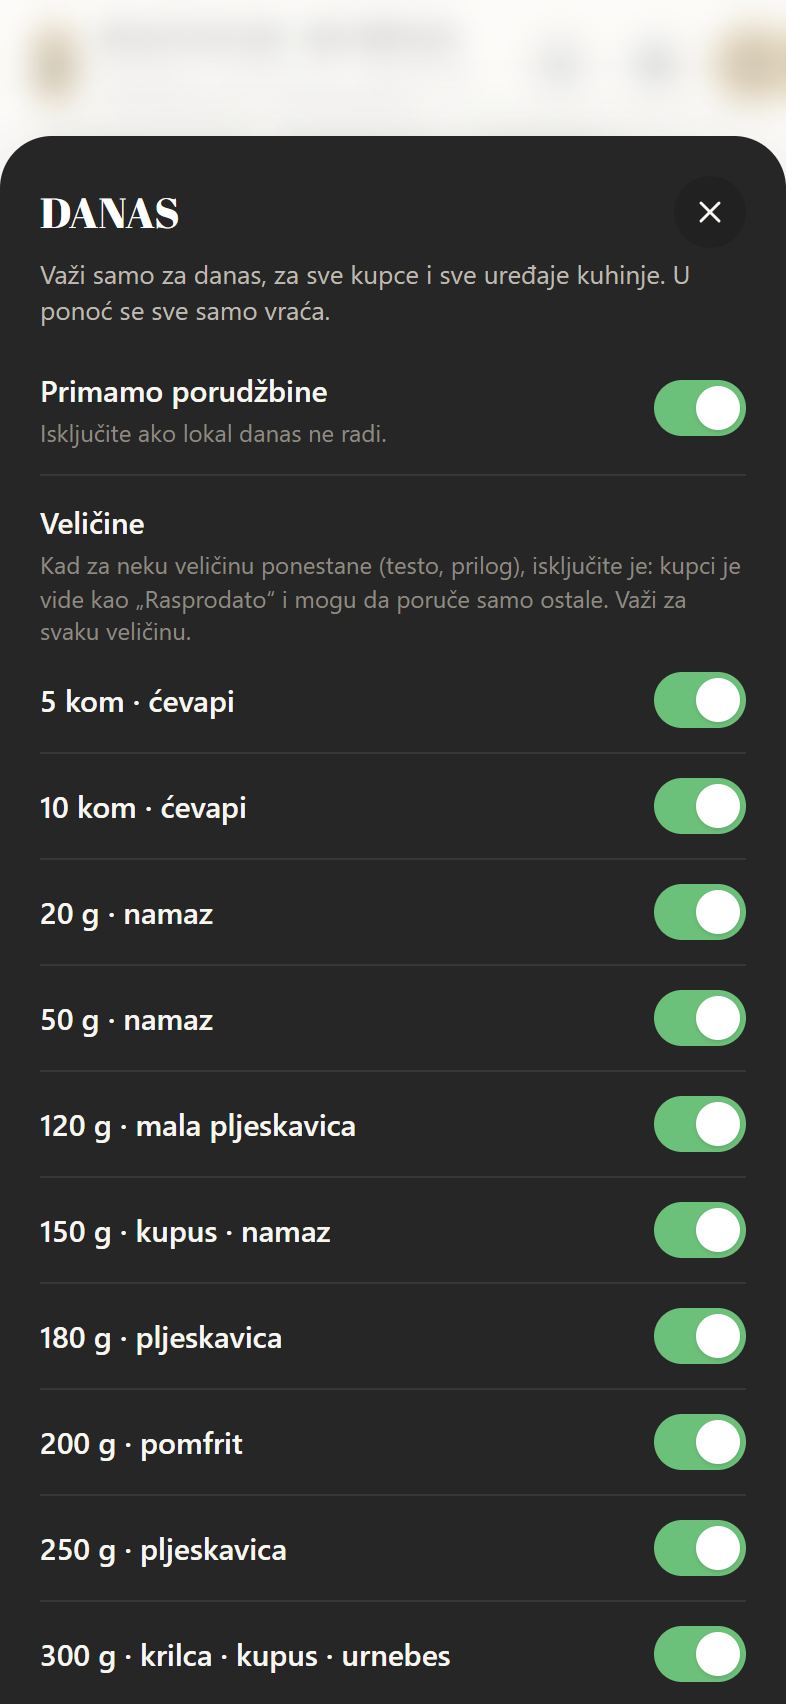 DANAS
Važi samo za danas, za sve kupce i sve uređaje kuhinje. U
ponoć se sve samo vraća.
Primamo porudžbine
Isključite ako lokal danas ne radi.
Veličine
Kad za neku veličinu ponestane (testo, prilog), isključite je: kupci je
vide kao „Rasprodato“ i mogu da poruče samo ostale. Važi za
svaku veličinu.
5 kom · ćevapi
10 kom · ćevapi
20 g · namaz
50 g · namaz
120 g · mala pljeskavica
150 g · kupus · namaz
180 g · pljeskavica
200 g · pomfrit
250 g · pljeskavica
300 g · krilca · kupus · urnebes